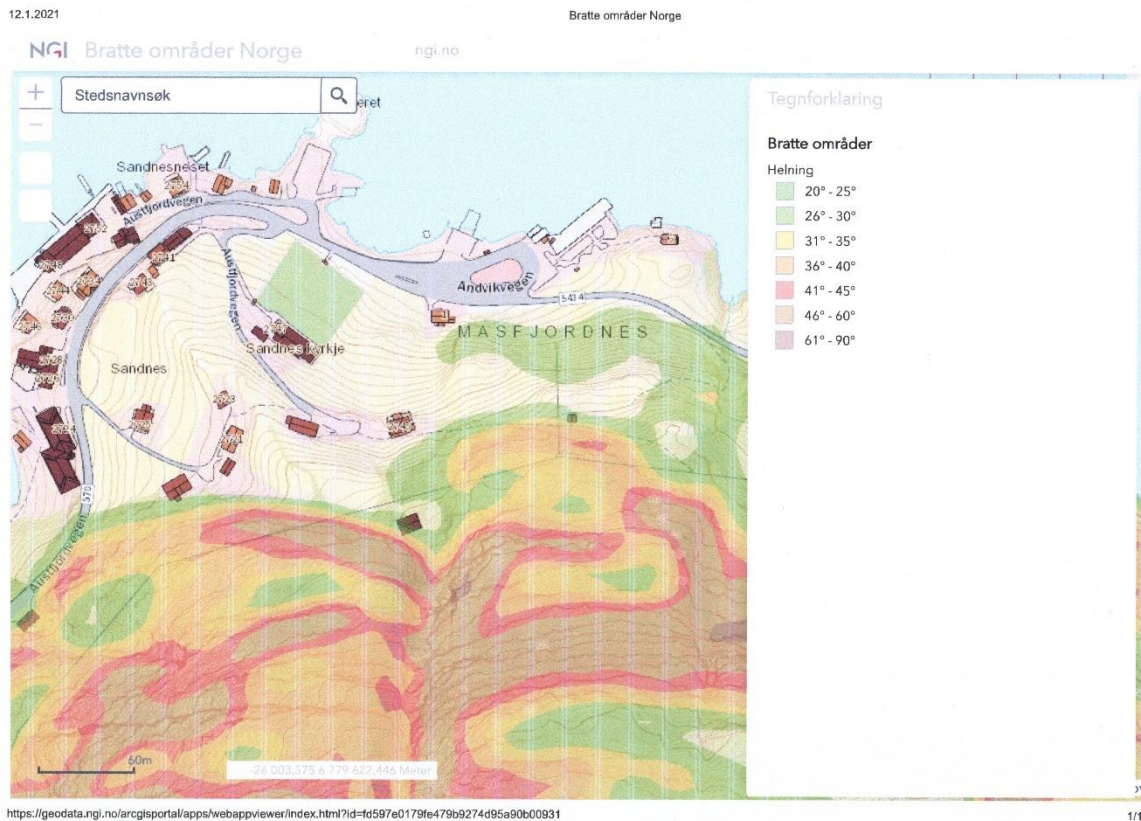 12.1.2021
Bratte områder Norge
NGI Bratte områder Norge
ngi.no
+
Stedsnavnsøk
−
eret
Sandnesneset
Austfjordvegen
Austfjordvegen
Andvikvegen
5414
MASFJORDNES
Sandnes kyrkje
Sandnes
570
Austfjordvegen
60m
-26 003,575 6 779 622,446 Meter
Tegnforklaring
Bratte områder
Helning
20° - 25°
26° - 30°
31° - 35°
36° - 40°
41° - 45°
46° - 60°
61° - 90°
https://geodata.ngi.no/arcgisportal/apps/webappviewer/index.html?id=fd597e0179fe479b9274d95a90b00931
1/1